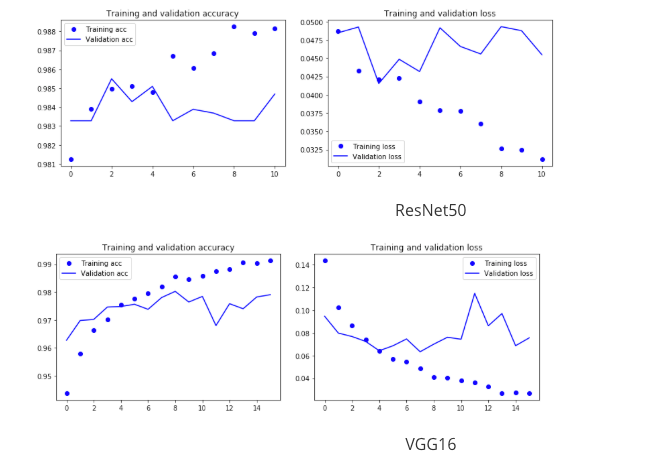 Training and validation accuracy
0.988
0.987
0.986
0.985
0.984
0.983
0.982
0.981
Training acc
Validation acc
0 2 4 6 8 10
Training and validation loss
0.0500
0.0475
0.0450
0.0425
0.0400
0.0375
0.0350
0.0325
Training loss
Validation loss
0 2 4 6 8 10
ResNet50
Training and validation accuracy
0.99
0.98
0.97
0.96
0.95
Training acc
Validation acc
0 2 4 6 8 10 12 14
Training and validation loss
0.14
0.12
0.10
0.08
0.06
0.04
Training loss
Validation loss
0 2 4 6 8 10 12 14
VGG16